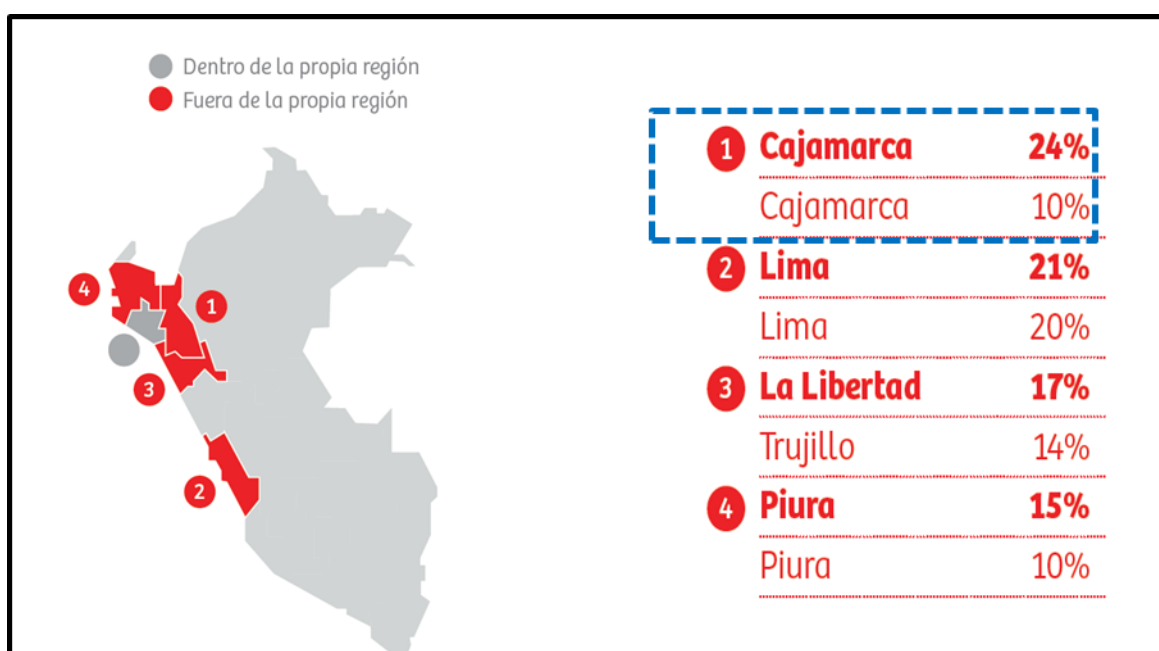 Dentro de la propia región
Fuera de la propia región
4
1
3
2
1 Cajamarca 24%
Cajamarca 10%
2 Lima 21%
Lima 20%
3 La Libertad 17%
Trujillo 14%
4 Piura 15%
Piura 10%